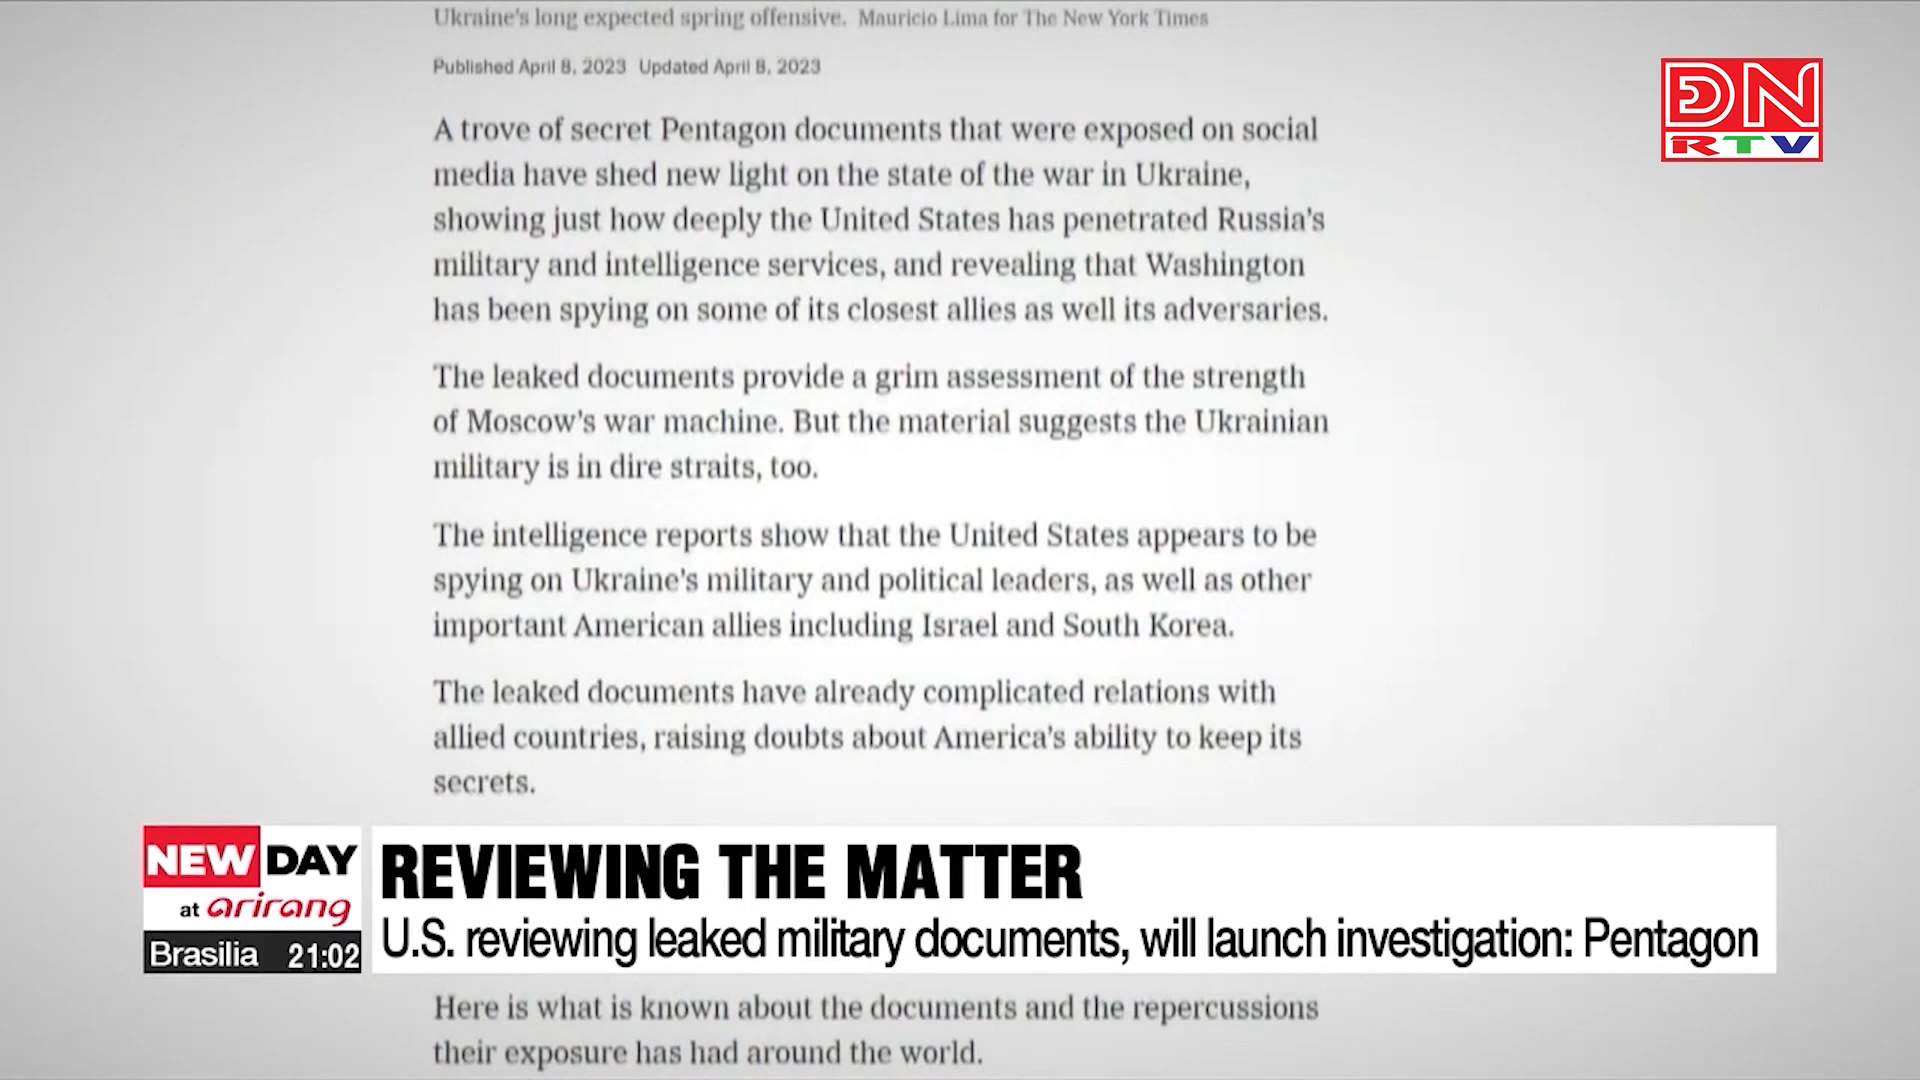 Ukraine's long expected spring offensive. Mauricio Lima for The New York Times
Published April 8, 2023 Updated April 8, 2023
DN
RTV
A trove of secret Pentagon documents that were exposed on social
media have shed new light on the state of the war in Ukraine,
showing just how deeply the United States has penetrated Russia's
military and intelligence services, and revealing that Washington
has been spying on some of its closest allies as well its adversaries.
The leaked documents provide a grim assessment of the strength
of Moscow's war machine. But the material suggests the Ukrainian
military is in dire straits, too.
The intelligence reports show that the United States appears to be
spying on Ukraine's military and political leaders, as well as other
important American allies including Israel and South Korea.
The leaked documents have already complicated relations with
allied countries, raising doubts about America's ability to keep its
secrets.
NEW DAY
at arirang
Brasilia 21:02
REVIEWING THE MATTER
U.S. reviewing leaked military documents, will launch investigation: Pentagon
Here is what is known about the documents and the repercussions
their exposure has had around the world.